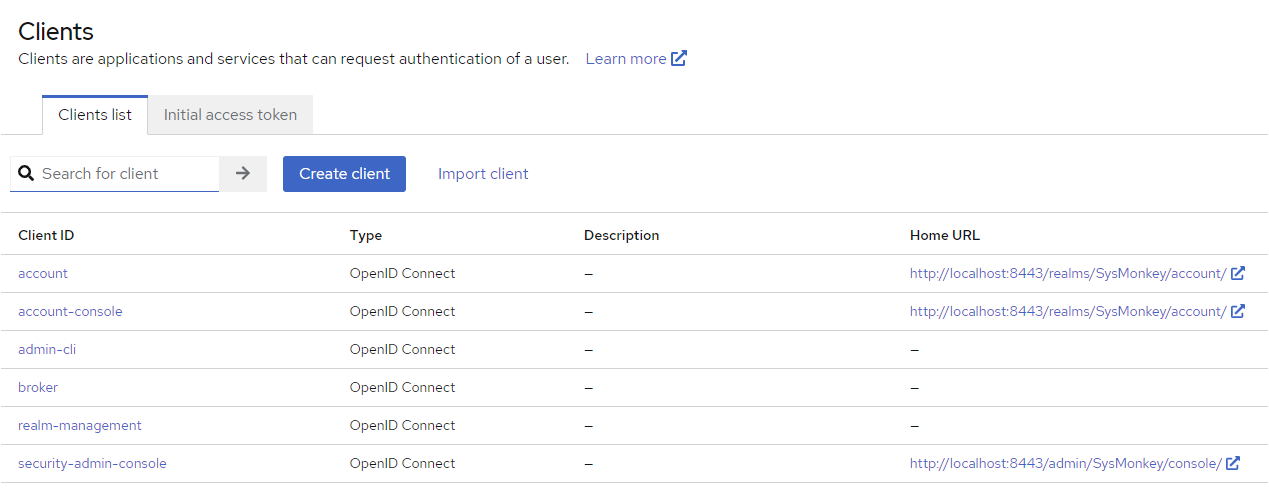 Clients
Clients are applications and services that can request authentication of a user. Learn more
Clients list Initial access token
Search for client Create client Import client
Client ID Type Description Home URL
account OpenID Connect – http://localhost:8443/realms/SysMonkey/account/
account-console OpenID Connect – http://localhost:8443/realms/SysMonkey/account/
admin-cli OpenID Connect – –
broker OpenID Connect – –
realm-management OpenID Connect – –
security-admin-console OpenID Connect – http://localhost:8443/admin/SysMonkey/console/